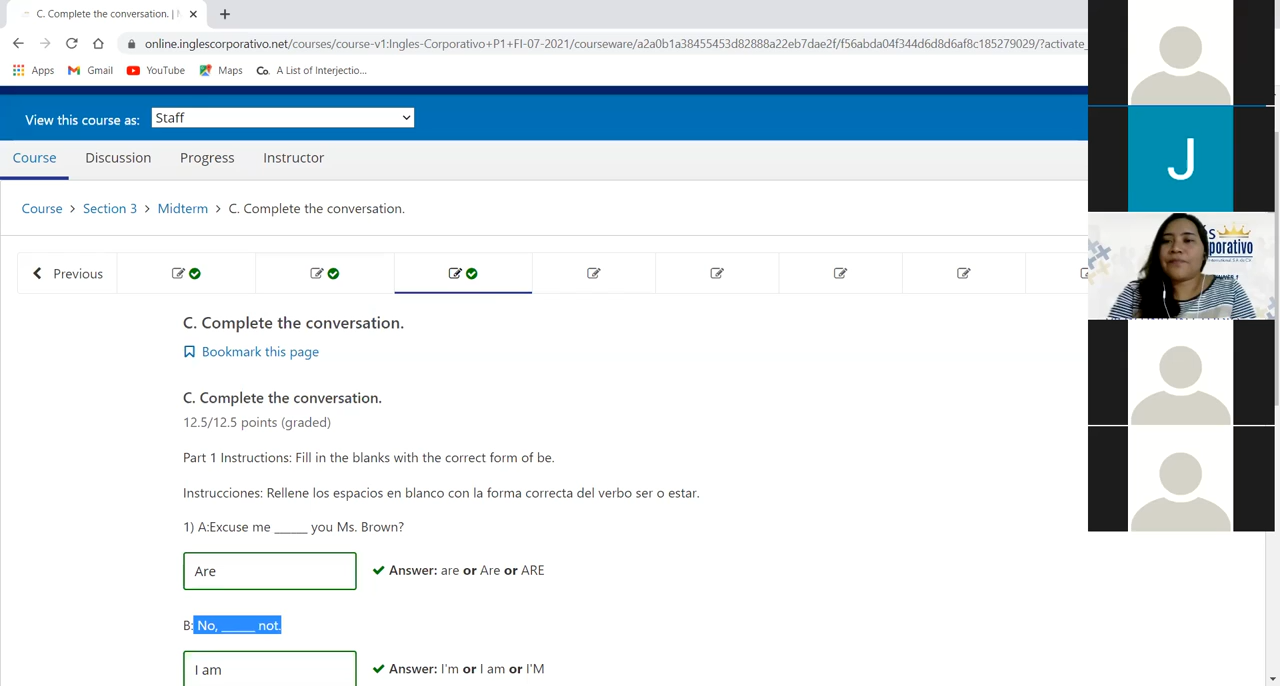 C. Complete the conversation. |
online.inglescorporativo.net/courses/course-v1:Ingles-Corporativo+P1+FI-07-2021/courseware/a2a0b1a38455453d82888a22eb7dae2f/f56abda04f344d6d8d6af8c185279029/?activate_
Apps Gmail YouTube Maps Co. A List of Interjectio...
View this course as: Staff
Course Discussion Progress Instructor
Course > Section 3 > Midterm > C. Complete the conversation.
Previous
C. Complete the conversation.
Bookmark this page
C. Complete the conversation.
12.5/12.5 points (graded)
Part 1 Instructions: Fill in the blanks with the correct form of be.
Instrucciones: Rellene los espacios en blanco con la forma correcta del verbo ser o estar.
1) A:Excuse me _____ you Ms. Brown?
Are
Answer: are or Are or ARE
B: No, _____ not.
I am
Answer: I'm or I am or I'M
J
porativo